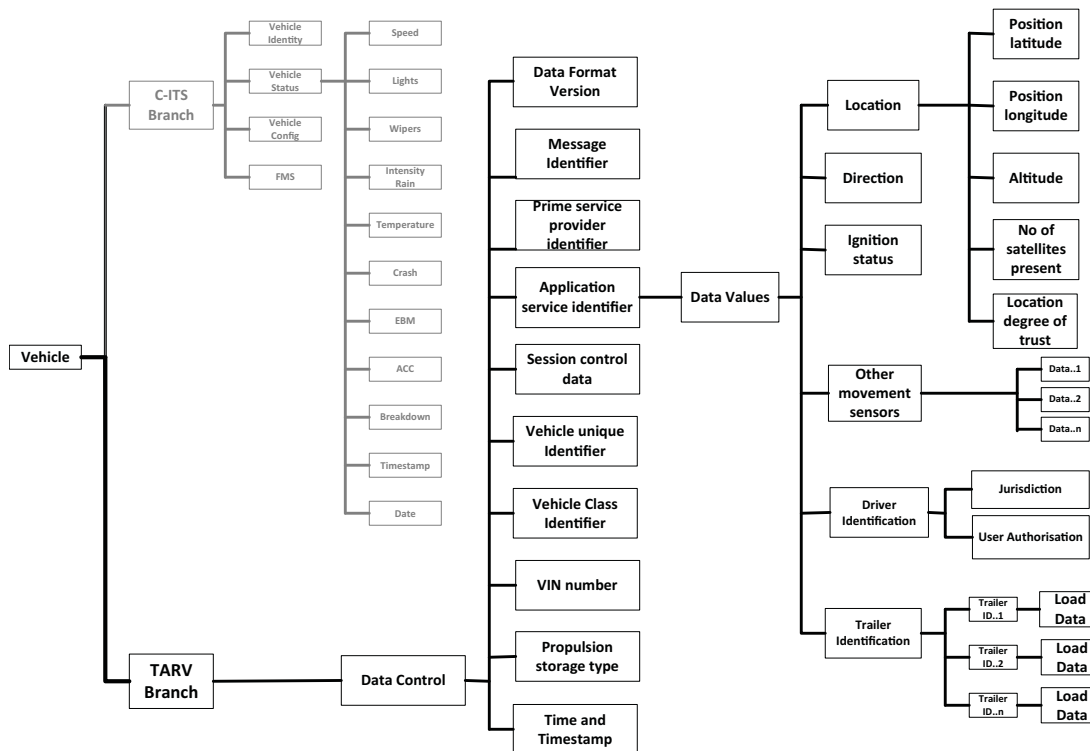 Vehicle
C-ITS
Branch
TARV
Branch
Vehicle
Identity
Vehicle
Status
Vehicle
Config
FMS
Speed
Lights
Wipers
Intensity
Rain
Temperature
Crash
EBM
ACC
Breakdown
Timestamp
Date
Data Control
Data Format
Version
Message
Identifier
Prime service
provider
identifier
Application
service identifier
Session control
data
Vehicle unique
Identifier
Vehicle Class
Identifier
VIN number
Propulsion
storage type
Time and
Timestamp
Data Values
Location
Direction
Ignition
status
Other
movement
sensors
Driver
Identification
Trailer
Identification
Position
latitude
Position
longitude
Altitude
No of
satellites
present
Location
degree of
trust
Data..1
Data..2
Data..n
Jurisdiction
User Authorisation
Trailer
ID..1
Load
Data
Trailer
ID..2
Load
Data
Trailer
ID..n
Load
Data